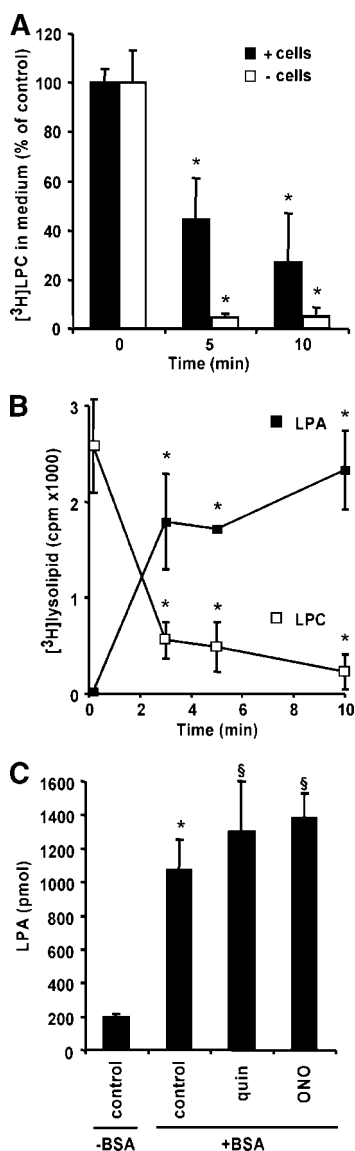 A
120
100
80
60
40
20
0
[³H]LPC in medium (% of control)
+ cells
- cells
*
*
*
*
0
5
10
Time (min)
B
3
2
1
0
[³H]lysolipid (cpm x1000)
LPA
*
*
*
*
*
LPC
*
0
2
4
6
8
10
Time (min)
C
1600
1400
1200
1000
800
600
400
200
0
LPA (pmol)
*
§
§
control
control
quin
ONO
-BSA
+BSA